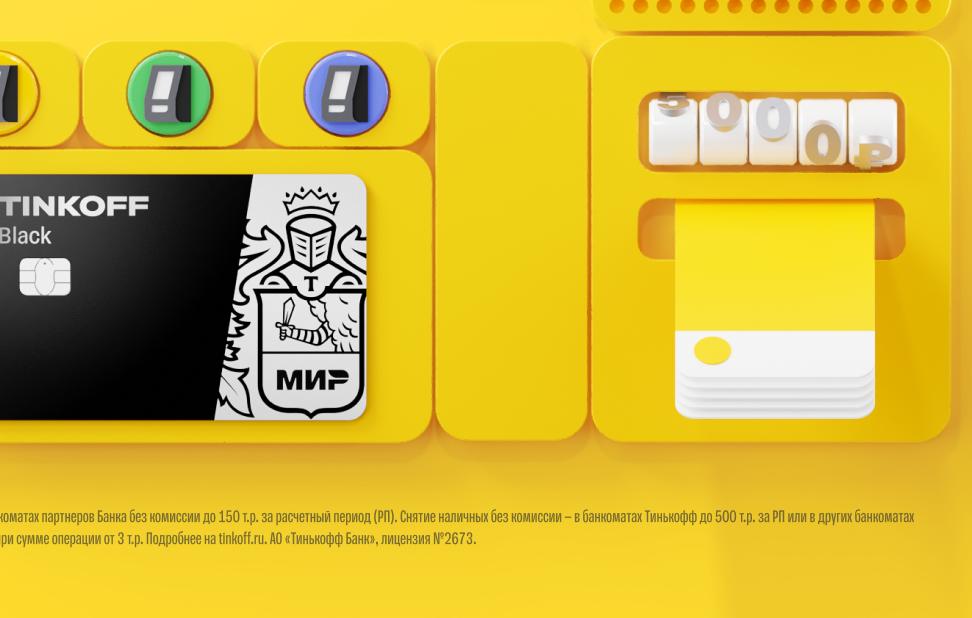 5000₽
TINKOFF
Black
Т
МИР
партнеров Банка без комиссии до 150 т.р. за расчетный период (РП). Снятие наличных без комиссии – в банкоматах Тинькофф до 500 т.р. за РП или в других банкоматах
при сумме операции от 3 т.р. Подробнее на tinkoff.ru. АО «Тинькофф Банк», лицензия №2673.